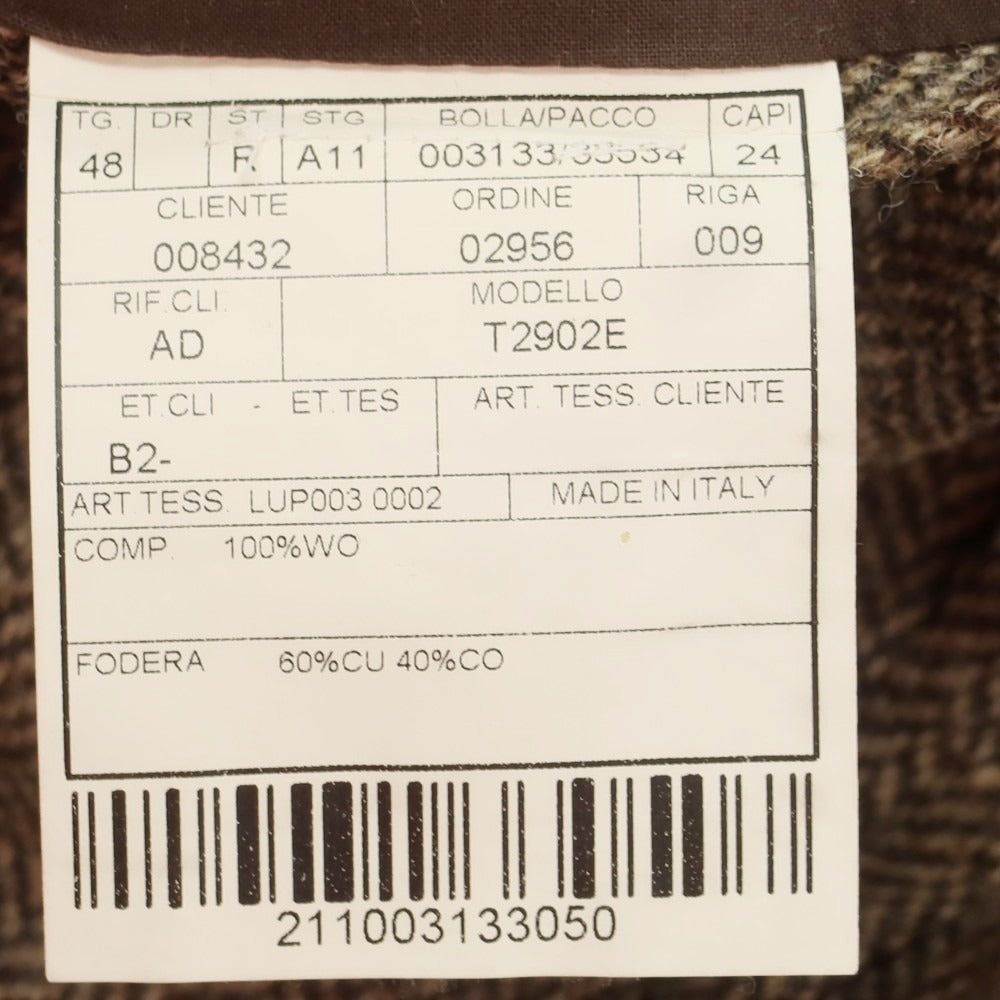 TG. DR ST STG BOLLA/PACCO CAPI
48 F. A11 003133/33534 24
CLIENTE ORDINE RIGA
008432 02956 009
RIF.CLI. MODELLO
AD T2902E
ET.CLI - ET.TES ART. TESS. CLIENTE
B2-
ART.TESS. LUP003 0002 MADE IN ITALY
COMP. 100%WO
FODERA 60%CU 40%CO
211003133050